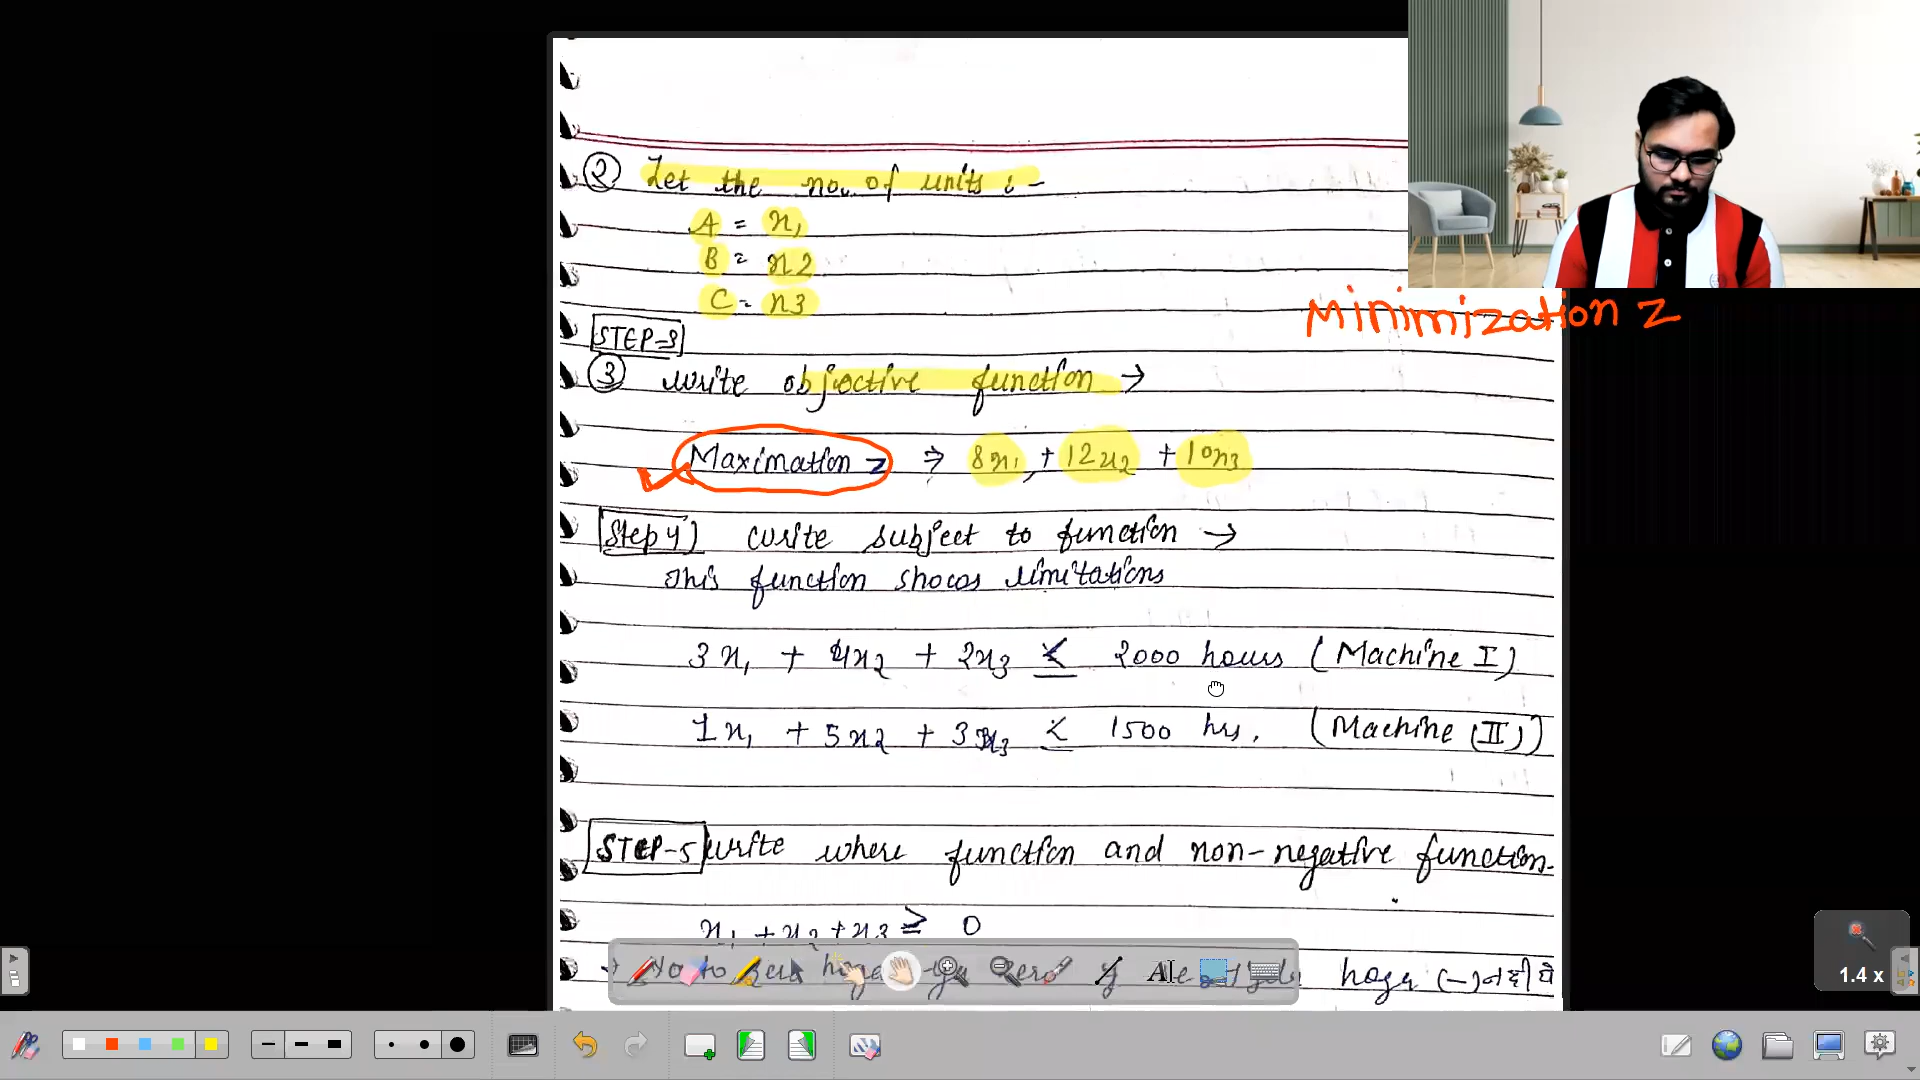 ② Let the no. of units :-
A = x1
B = x2
C = x3
Minimization Z
STEP-3
③ write objective function →
Maximation Z ⇒ 8x1 + 12x2 + 10x3
Step 4) write subject to function →
This function shows limitations
3x1 + 4x2 + 2x3 ≤ 2000 hours (Machine I)
1x1 + 5x2 + 3x3 ≤ 1500 hrs. (Machine (II))
STEP-5 write where function and non-negative function.
x1 + x2 + x3 ≥ 0
hoga (-) नही
1.4 x